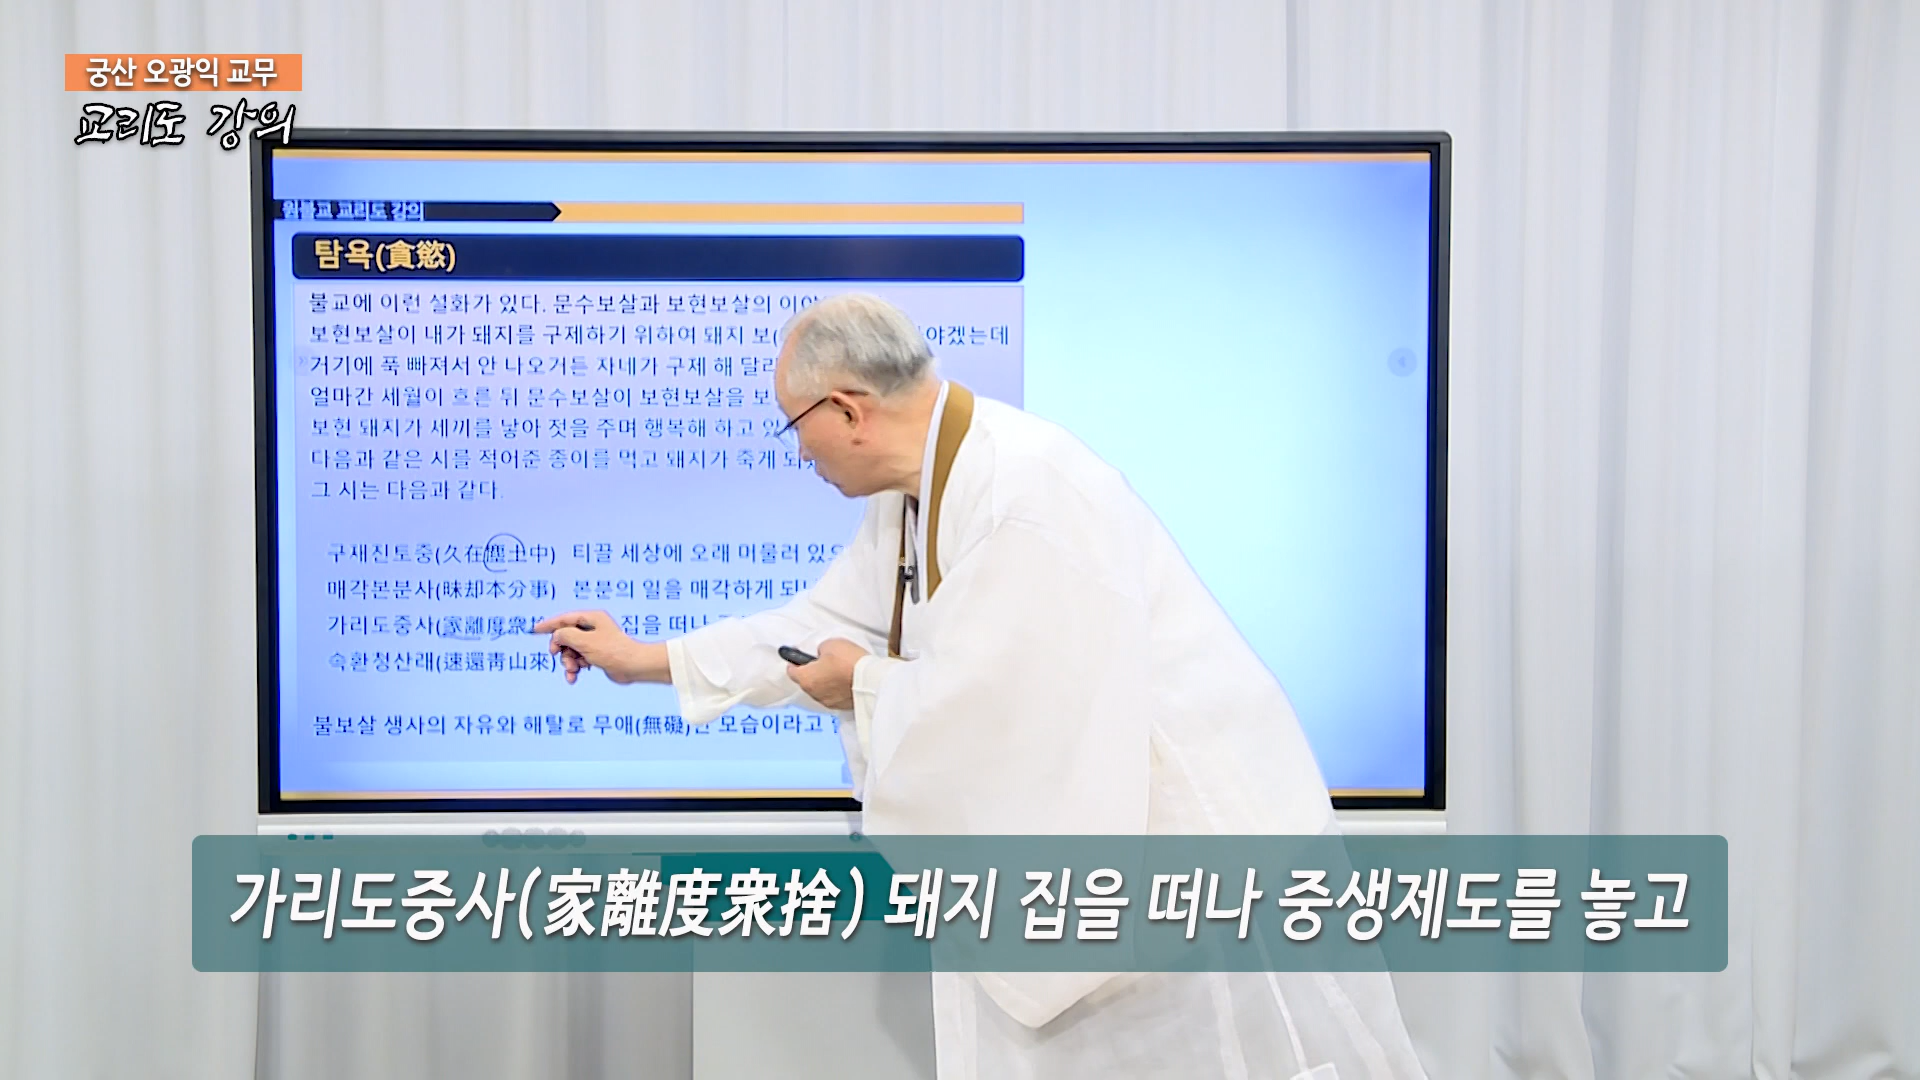 궁산 오광익 교무
교리도 강의
원불교 교리도 강의
탐욕(貪慾)
불교에 이런 설화가 있다. 문수보살과 보현보살의
보현보살이 내가 돼지를 구제하기 위하여 돼지 보( 야겠는데
거기에 푹 빠져서 안 나오거든 자네가 구제 해
얼마간 세월이 흐른 뒤 문수보살이 보현보살을
보현 돼지가 세끼를 낳아 젓을 주며 행복해 하고
다음과 같은 시를 적어준 종이를 먹고 돼지가 죽게
그 시는 다음과 같다.
구재진토중(久在塵土中) 티끌 세상에 오래 머물러
매각본분사(昧却本分事) 본분의 일을 매각하게
가리도중사(家離度衆捨 집을 떠나
속환청산래(速還靑山來)
불보살 생사의 자유와 해탈로 무애(無礙)한 모습이라고
가리도중사(家離度衆捨) 돼지 집을 떠나 중생제도를 놓고